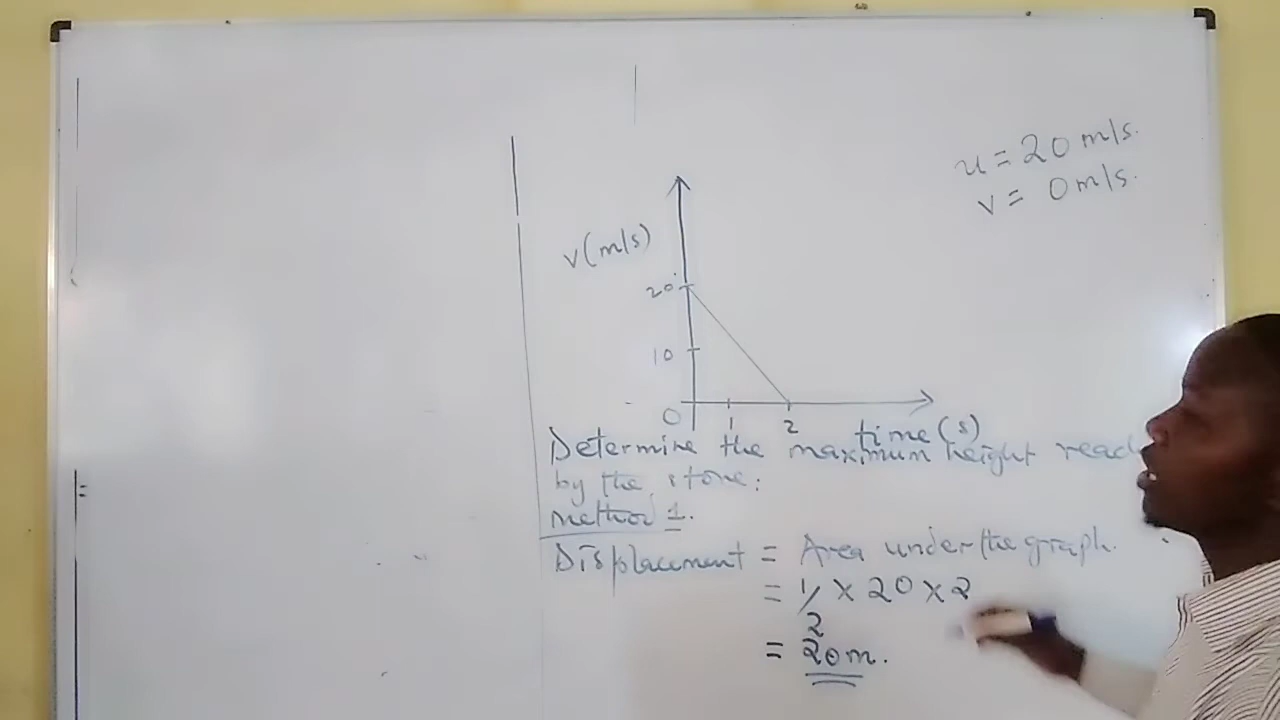 u = 20 m/s.
v = 0 m/s.
v(m/s)
20
10
0
1
2
time (s)
Determine the maximum height reac
by the stone.
Method 1.
Displacement = Area under the graph.
= 1/2 × 20 × 2
= 20m.